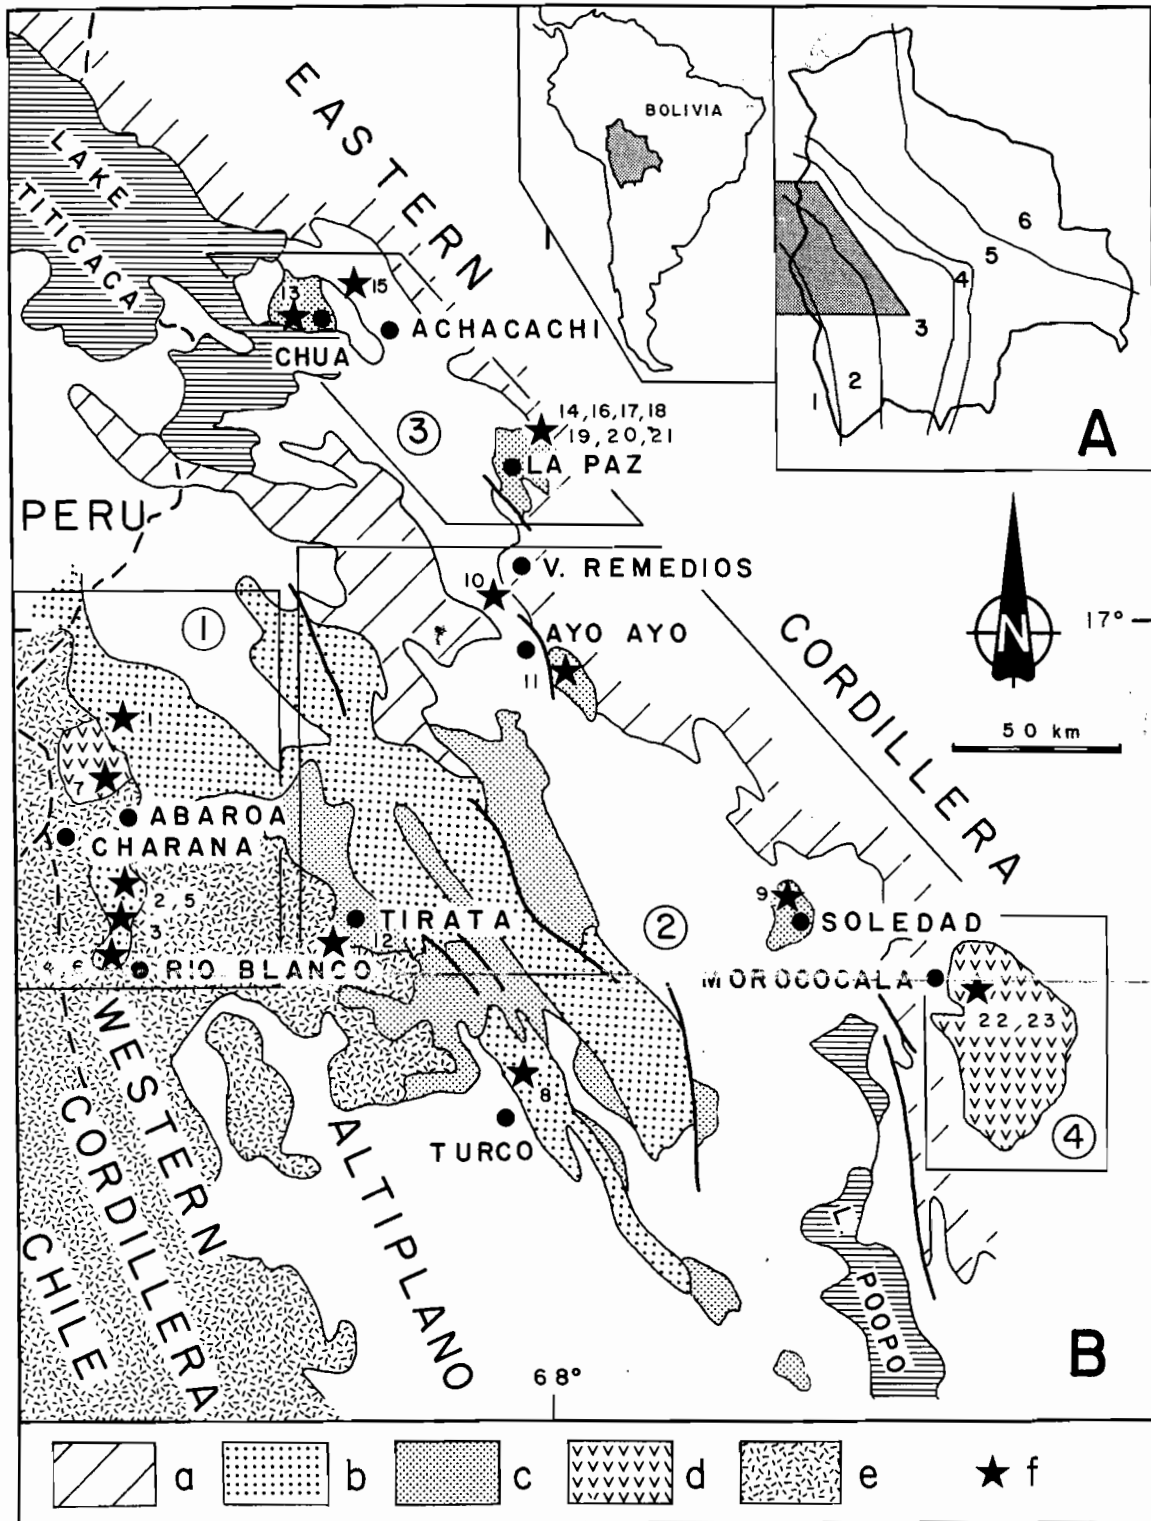 EASTERN
CORDILLERA
BOLIVIA
1
2
3
4
5
6
A
LAKE
TITICACA
13
15
CHUA
ACHACACHI
3
14,16,17,18
19,20,21
LA PAZ
PERU
V. REMEDIOS
10
AYO AYO
11
17°
N
50 km
1
1
7
ABAROA
CHARANA
2,5
3
TIRATA
12
RIO BLANCO
2
9
SOLEDAD
MOROCOCALA
22,23
4
8
TURCO
WESTERN
CORDILLERA
ALTIPLANO
CHILE
L. POOPO
68°
B
a
b
c
d
e
f